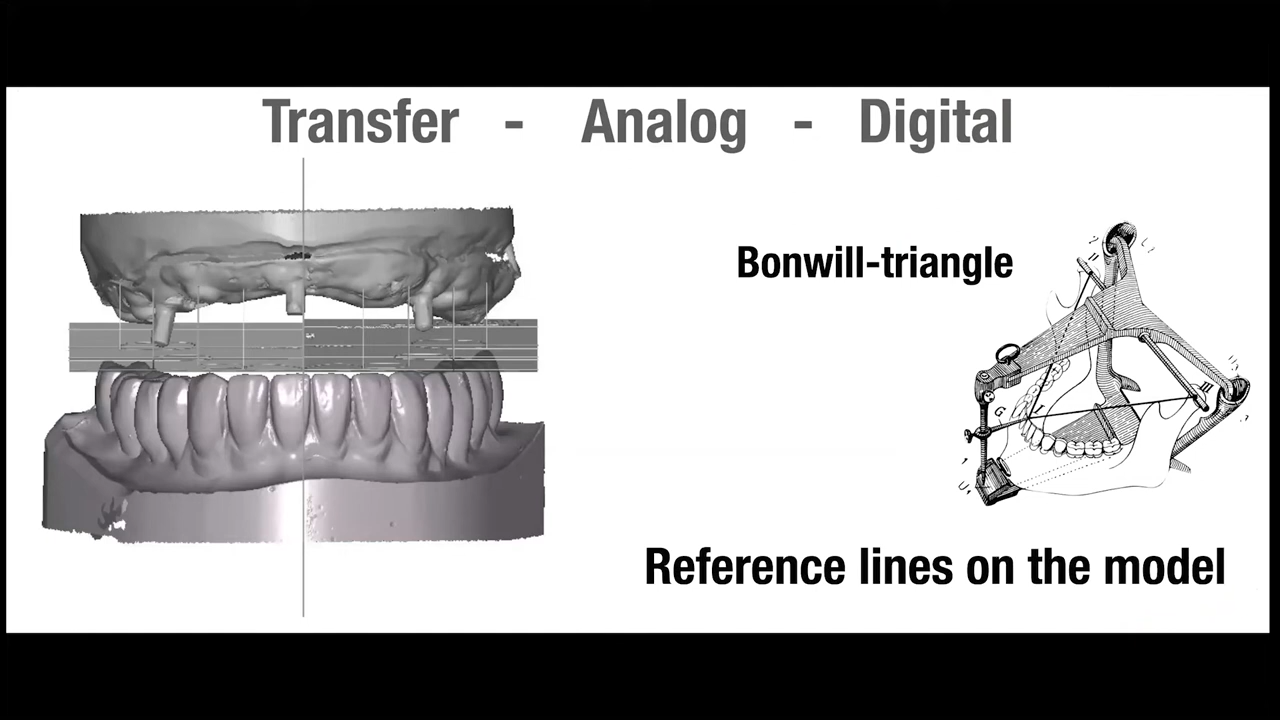 Transfer - Analog - Digital
Bonwill-triangle
Reference lines on the model